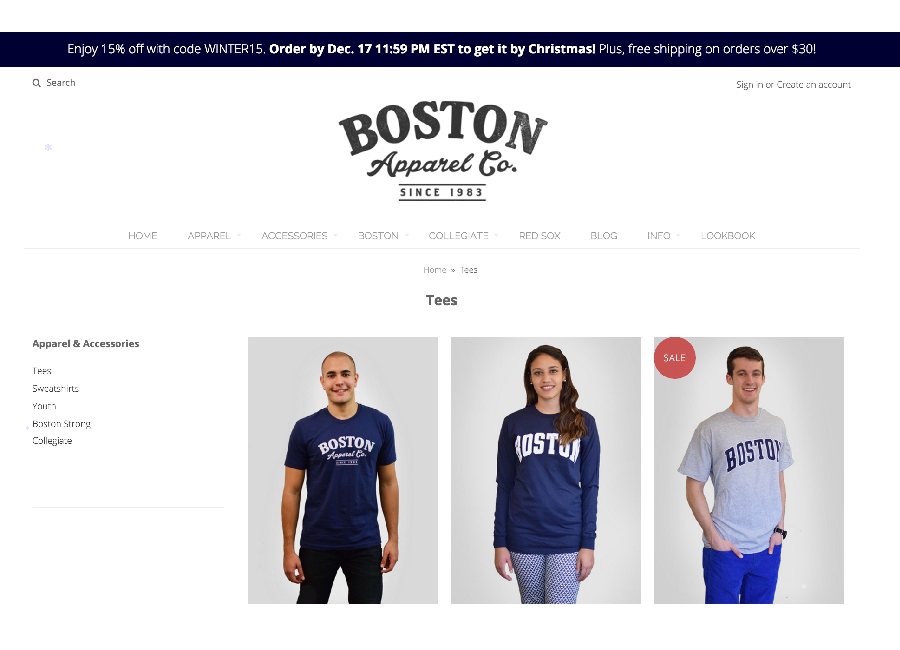 Enjoy 15% off with code WINTER15. Order by Dec. 17 11:59 PM EST to get it by Christmas! Plus, free shipping on orders over $30!
Search
Sign in or Create an account
BOSTON
Apparel Co.
SINCE 1983
HOME APPAREL ACCESSORIES BOSTON COLLEGIATE RED SOX BLOG INFO LOOKBOOK
Home » Tees
Tees
Apparel & Accessories
Tees
Sweatshirts
Youth
Boston Strong
Collegiate
BOSTON
Apparel Co.
SINCE 1983
BOSTON
SALE
BOSTON